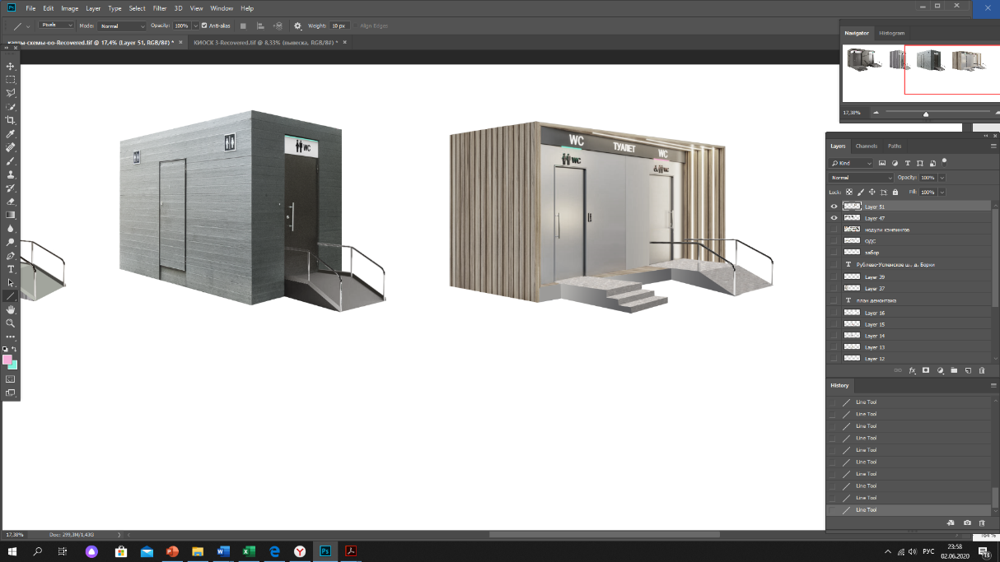 File Edit Image Layer Type Select Filter 3D View Window Help
Pixels Mode: Normal Opacity: 100% Anti-alias Weight: 10 px Align Edges
карты-схемы-оо-Recovered.tif @ 17,4% (Layer 51, RGB/8#) * КИОСК 3-Recovered.tif @ 8,33% (вывеска, RGB/8#) *
Navigator Histogram
17,38%
Layers Channels Paths
Kind
Normal Opacity: 100%
Lock: Fill: 100%
Layer 51
Layer 47
модули кэмпингов
ОДС
забор
Рублево-Успенское ш., д. Борки
Layer 39
Layer 37
план демонтажа
Layer 16
Layer 15
Layer 14
Layer 13
Layer 12
History
Line Tool
Line Tool
Line Tool
Line Tool
Line Tool
Line Tool
Line Tool
Line Tool
Line Tool
Line Tool
WC
WC
ТУАЛЕТ
WC
WC
WC
17,38% Doc: 299,3M/1,43G
164 %
РУС
23:58
02.06.2020
13